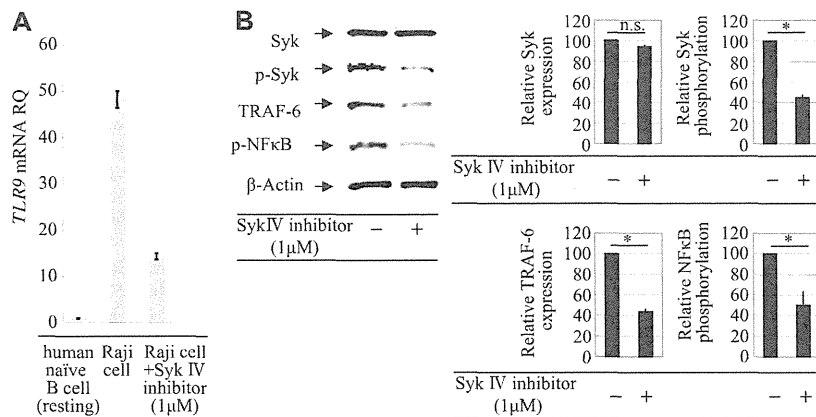 A
TLR9 mRNA RQ
60
50
40
30
20
10
0
human
naïve
B cell
(resting)
Raji
cell
Raji cell
+Syk IV
inhibitor
(1μM)
B
Syk
p-Syk
TRAF-6
p-NFκB
β-Actin
SykIV inhibitor
(1μM)
− +
Relative Syk
expression
120
100
80
60
40
20
0
n.s.
Relative Syk
phosphorylation
120
100
80
60
40
20
0
*
Syk IV inhibitor
(1μM)
− + − +
Relative TRAF-6
expression
120
100
80
60
40
20
0
*
Relative NFκB
phosphorylation
120
100
80
60
40
20
0
*
Syk IV inhibitor
(1μM)
− + − +